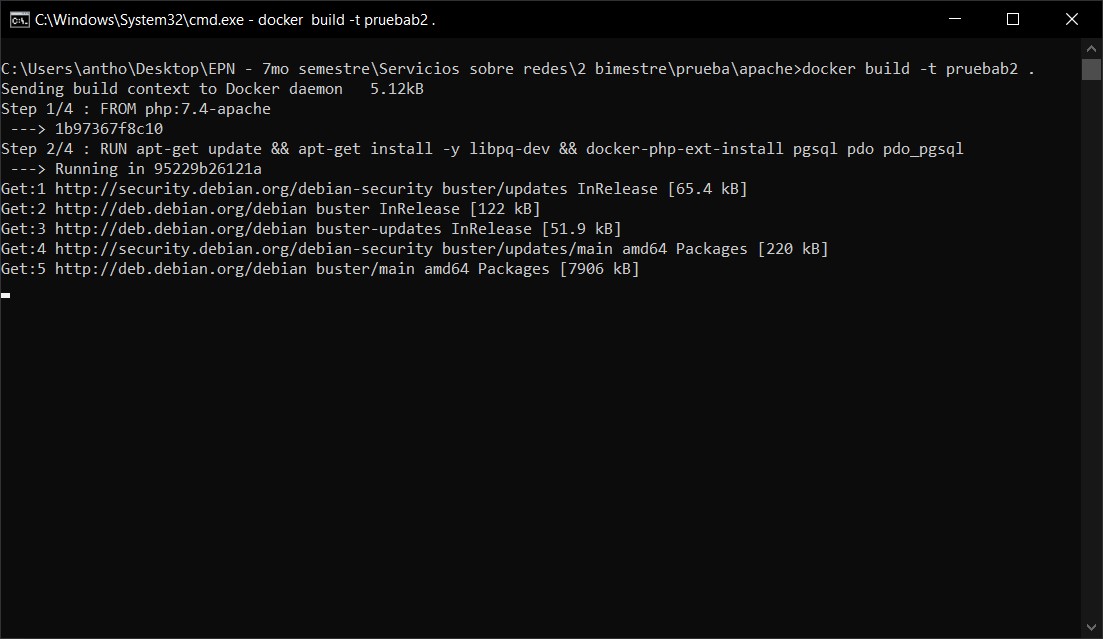 C:\Windows\System32\cmd.exe - docker  build -t pruebab2 .
C:\Users\antho\Desktop\EPN - 7mo semestre\Servicios sobre redes\2 bimestre\prueba\apache>docker build -t pruebab2 .
Sending build context to Docker daemon   5.12kB
Step 1/4 : FROM php:7.4-apache
 ---> 1b97367f8c10
Step 2/4 : RUN apt-get update && apt-get install -y libpq-dev && docker-php-ext-install pgsql pdo pdo_pgsql
 ---> Running in 95229b26121a
Get:1 http://security.debian.org/debian-security buster/updates InRelease [65.4 kB]
Get:2 http://deb.debian.org/debian buster InRelease [122 kB]
Get:3 http://deb.debian.org/debian buster-updates InRelease [51.9 kB]
Get:4 http://security.debian.org/debian-security buster/updates/main amd64 Packages [220 kB]
Get:5 http://deb.debian.org/debian buster/main amd64 Packages [7906 kB]